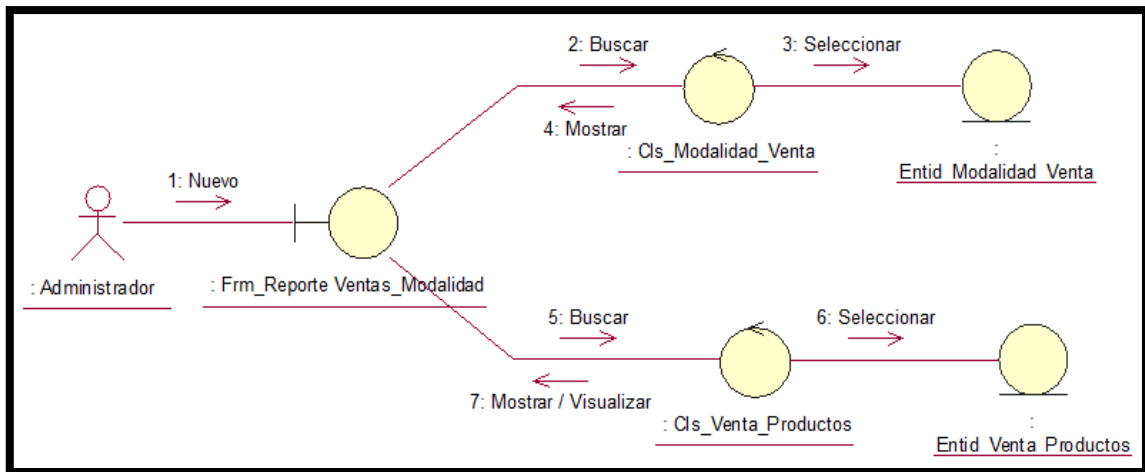 2: Buscar
3: Seleccionar
4: Mostrar
: Cls_Modalidad_Venta
:
Entid_Modalidad_Venta
1: Nuevo
: Administrador
: Frm_Reporte Ventas_Modalidad
5: Buscar
6: Seleccionar
7: Mostrar / Visualizar
: Cls_Venta_Productos
:
Entid_Venta_Productos